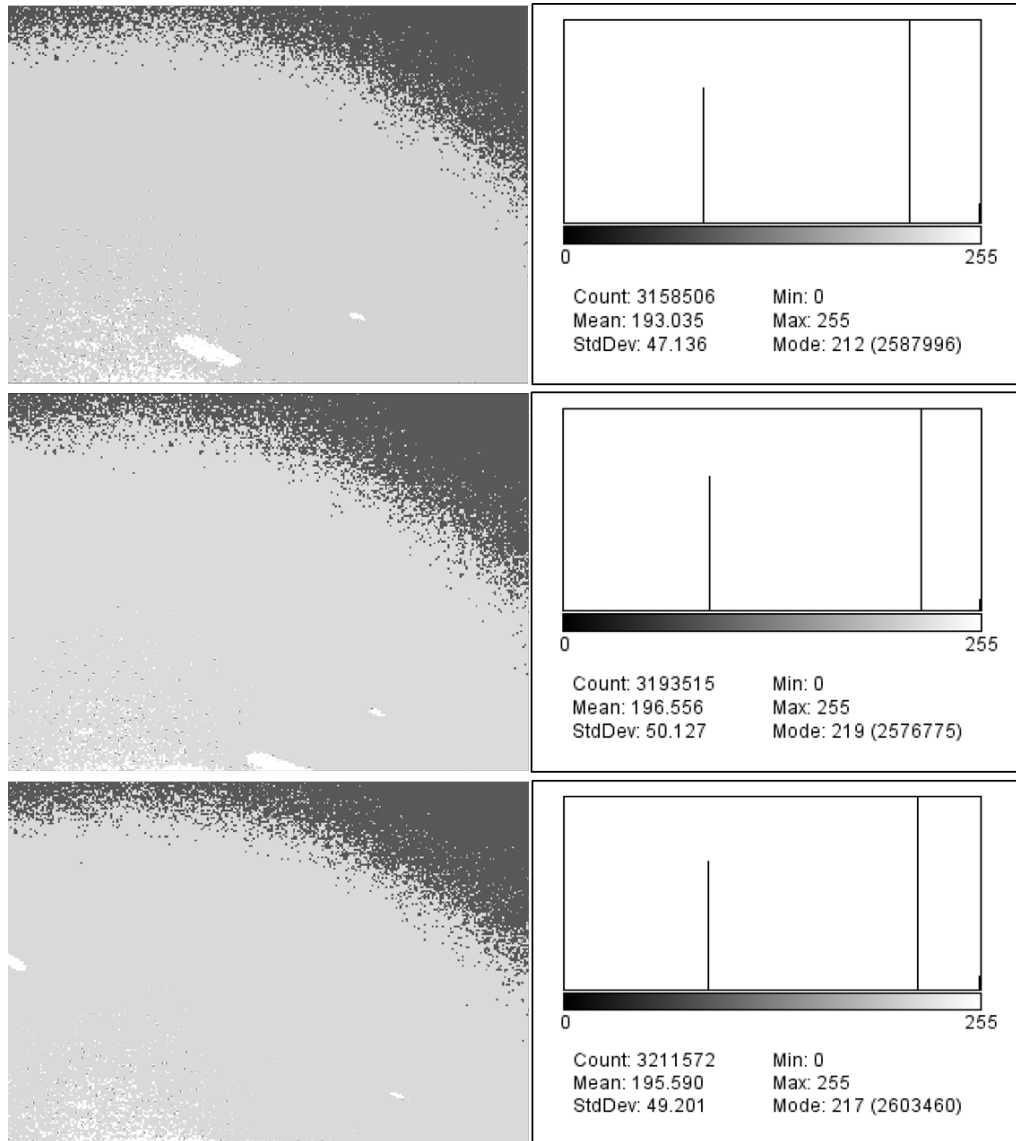 0 255
Count: 3158506 Min: 0
Mean: 193.035 Max: 255
StdDev: 47.136 Mode: 212 (2587996)
0 255
Count: 3193515 Min: 0
Mean: 196.556 Max: 255
StdDev: 50.127 Mode: 219 (2576775)
0 255
Count: 3211572 Min: 0
Mean: 195.590 Max: 255
StdDev: 49.201 Mode: 217 (2603460)